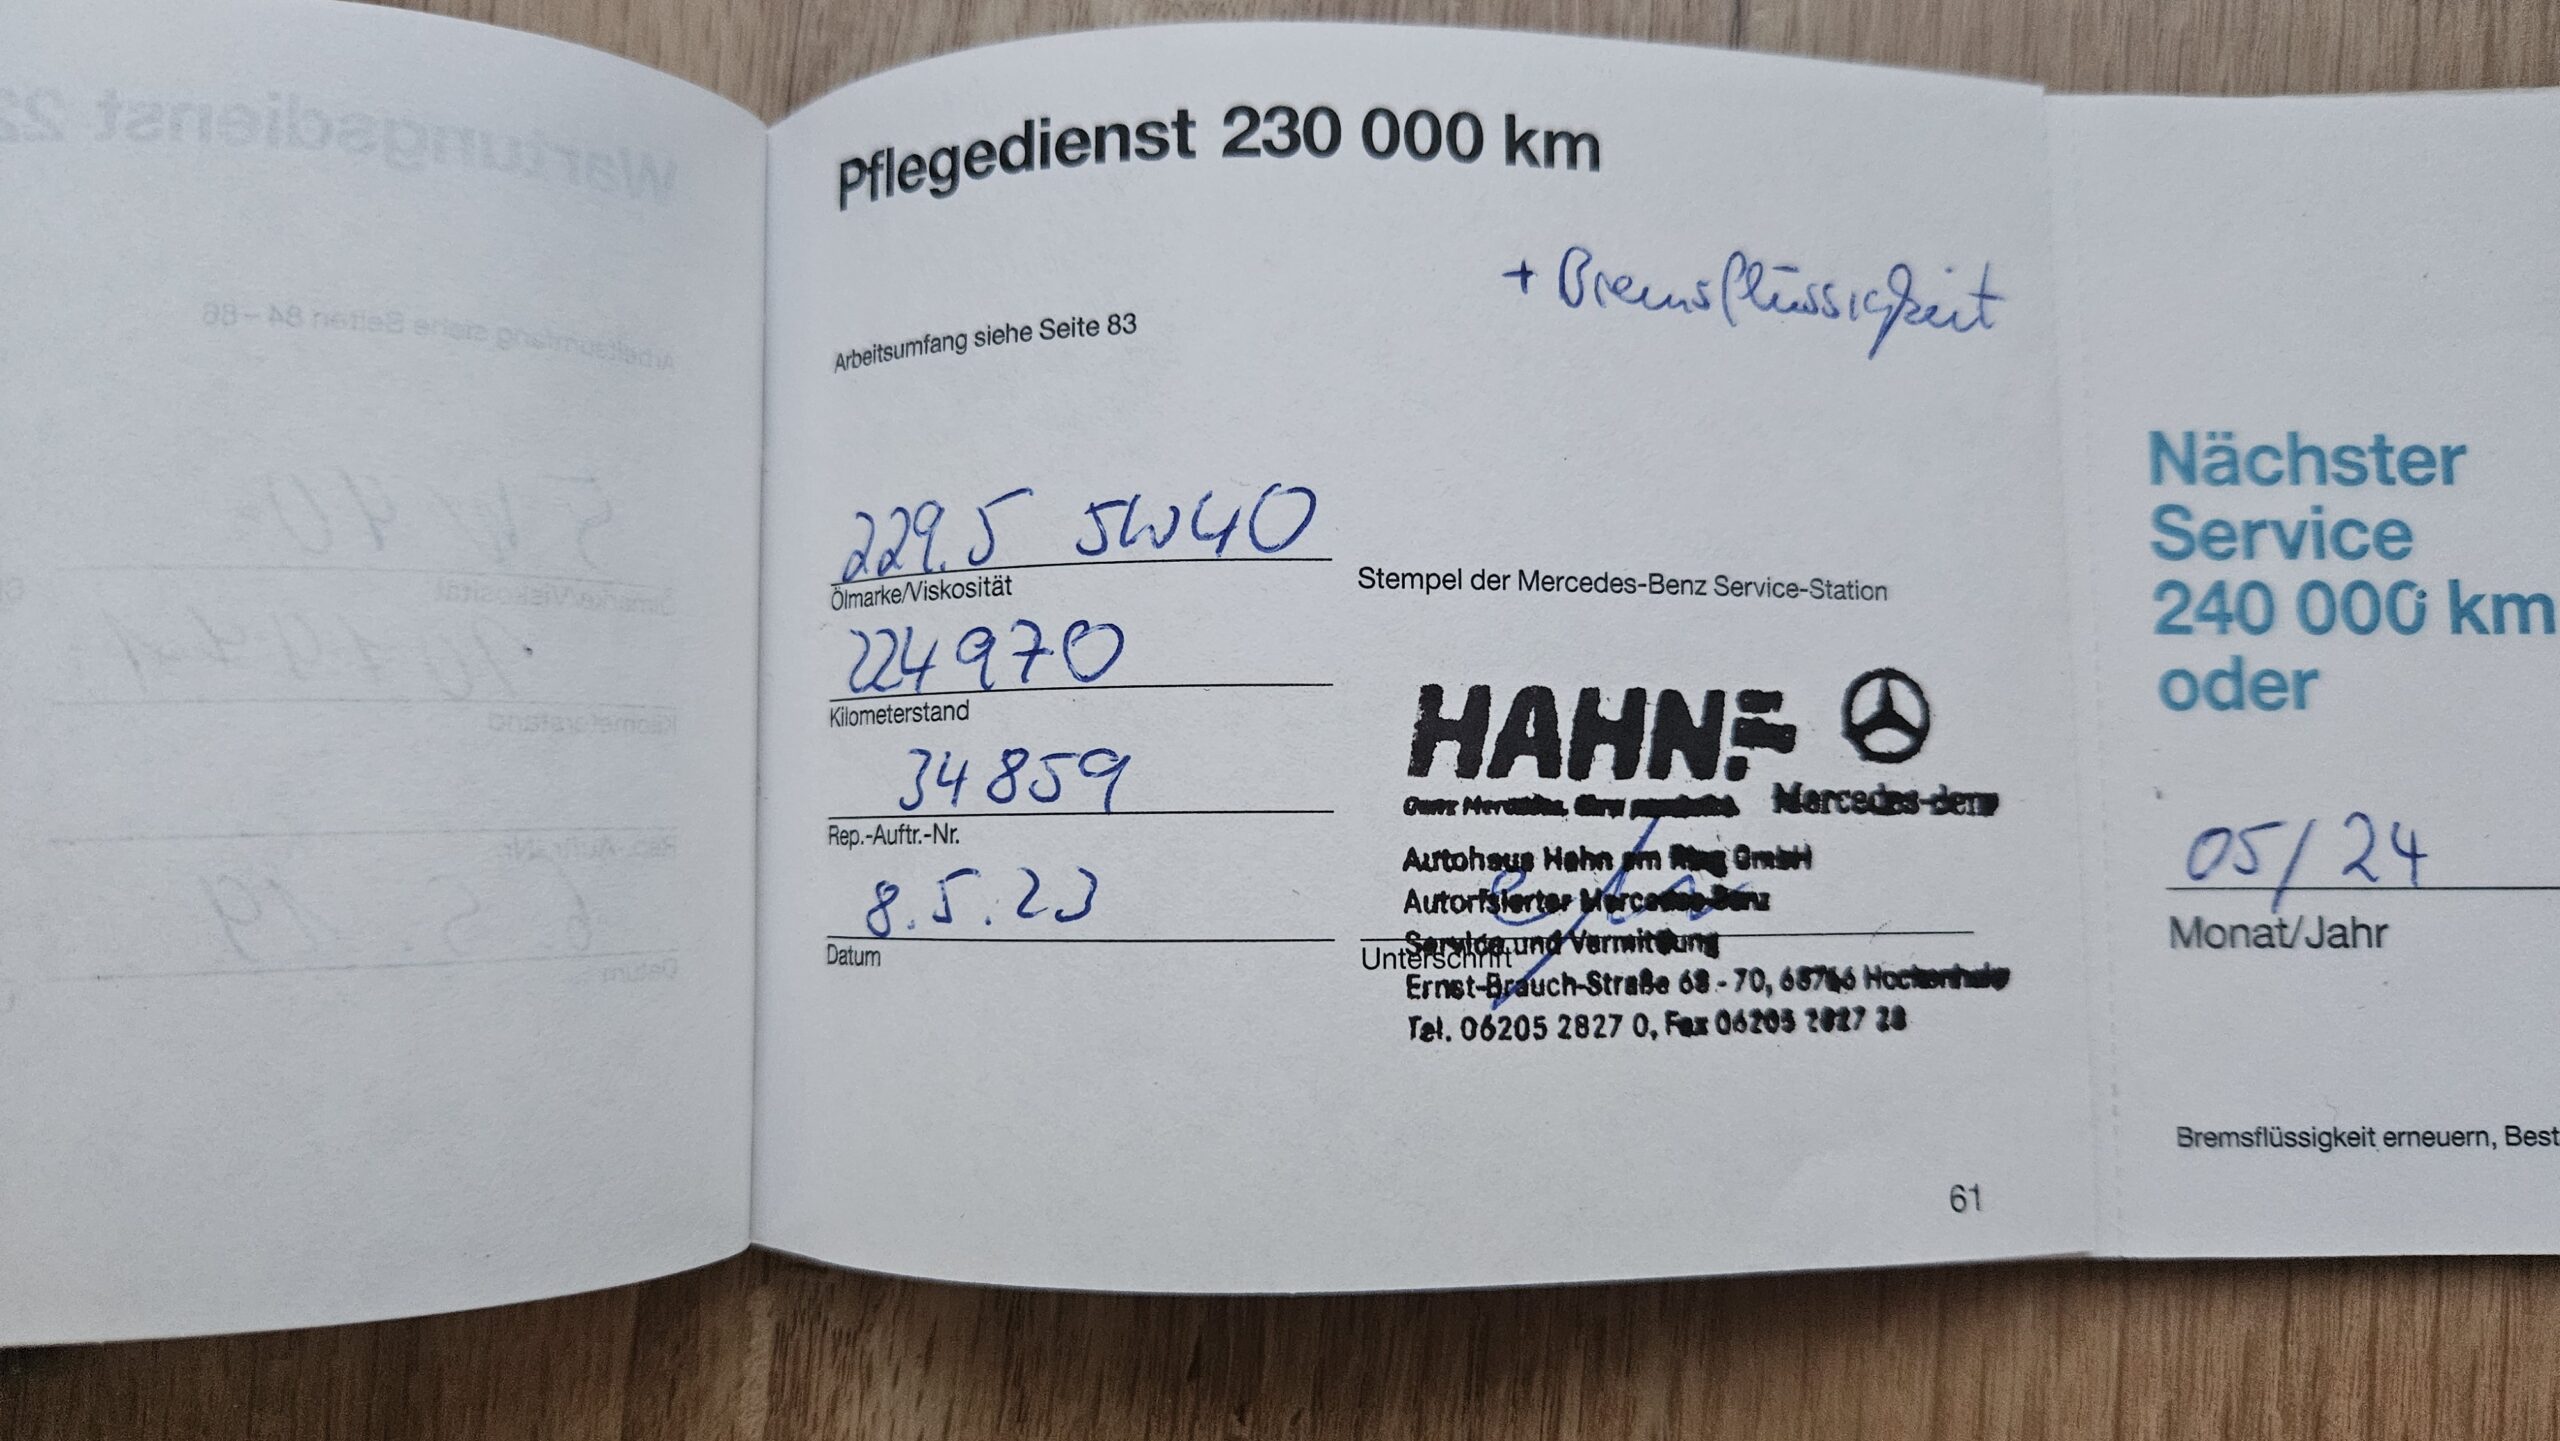 Pflegedienst 230 000 km
+ Bremsflüssigkeit
Arbeitsumfang siehe Seite 83
229.5 5W40
Ölmarke/Viskosität
224970
Kilometerstand
34859
Rep.-Auftr.-Nr.
8.5.23
Datum
Stempel der Mercedes-Benz Service-Station
HAHN
Mercedes-Benz
Autohaus Hahn am Ring GmbH
Autorisierter Mercedes-Benz
Service und Vermittlung
Unterschrift
Ernst-Brauch-Straße 68 - 70, 68766 Hockenheim
Tel. 06205 2827 0, Fax 06205 2827 28
61
Nächster
Service
240 000 km
oder
05/24
Monat/Jahr
Bremsflüssigkeit erneuern, Best